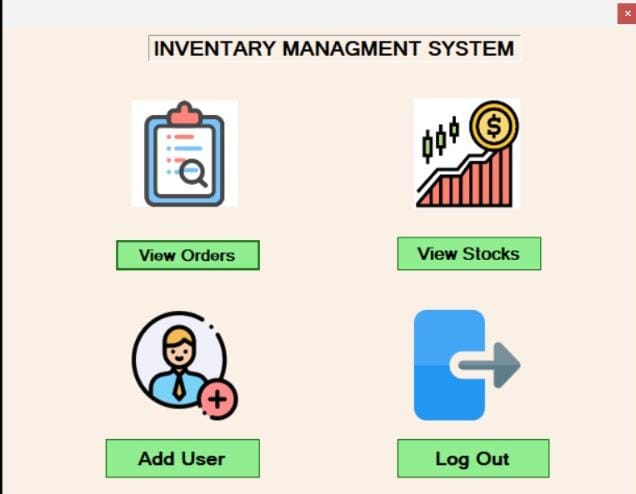 INVENTARY MANAGMENT SYSTEM
$
View Orders
View Stocks
Add User
Log Out